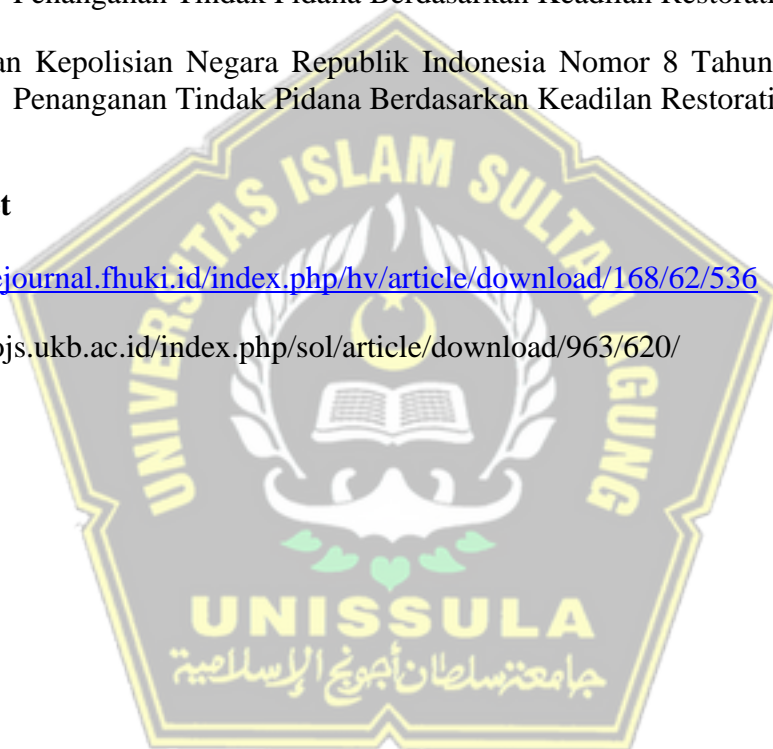 Penanganan Tindak Pidana Berdasarkan Keadilan Restorati
an Kepolisian Negara Republik Indonesia Nomor 8 Tahun
Penanganan Tindak Pidana Berdasarkan Keadilan Restorati
t
ejournal.fhuki.id/index.php/hv/article/download/168/62/536
ojs.ukb.ac.id/index.php/sol/article/download/963/620/
UNIVERSITAS ISLAM SULTAN AGUNG
UNISSULA
جامعة سلطان أجونج الإسلامية